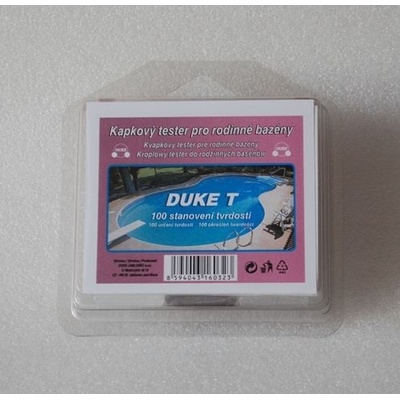 Kapkový tester pro rodinné bazény
Kvapkový tester pre rodinné bazény
Kroplowy tester do rodzinnych basenów
DUKE T
100 stanovení tvrdosti
100 určení tvrdosti 100 określeń twardości
8 594043 160323